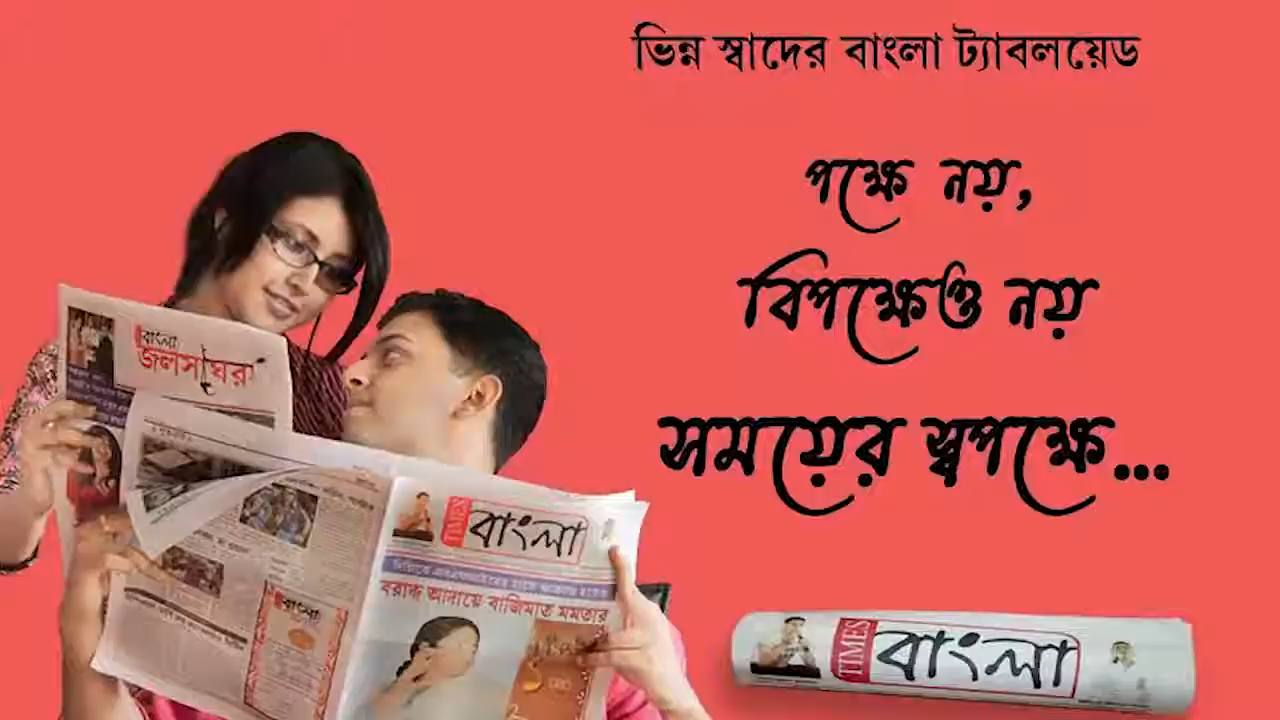 ভিন্ন স্বাদের বাংলা ট্যাবলয়েড
পক্ষে নয়,
বিপক্ষেও নয়
সময়ের স্বপক্ষে...
বাংলা
জলসাঘর
TIMES বাংলা
বরাদ্দ আদায়ে বাজিমাত মমতার
বাংলা
TIMES বাংলা